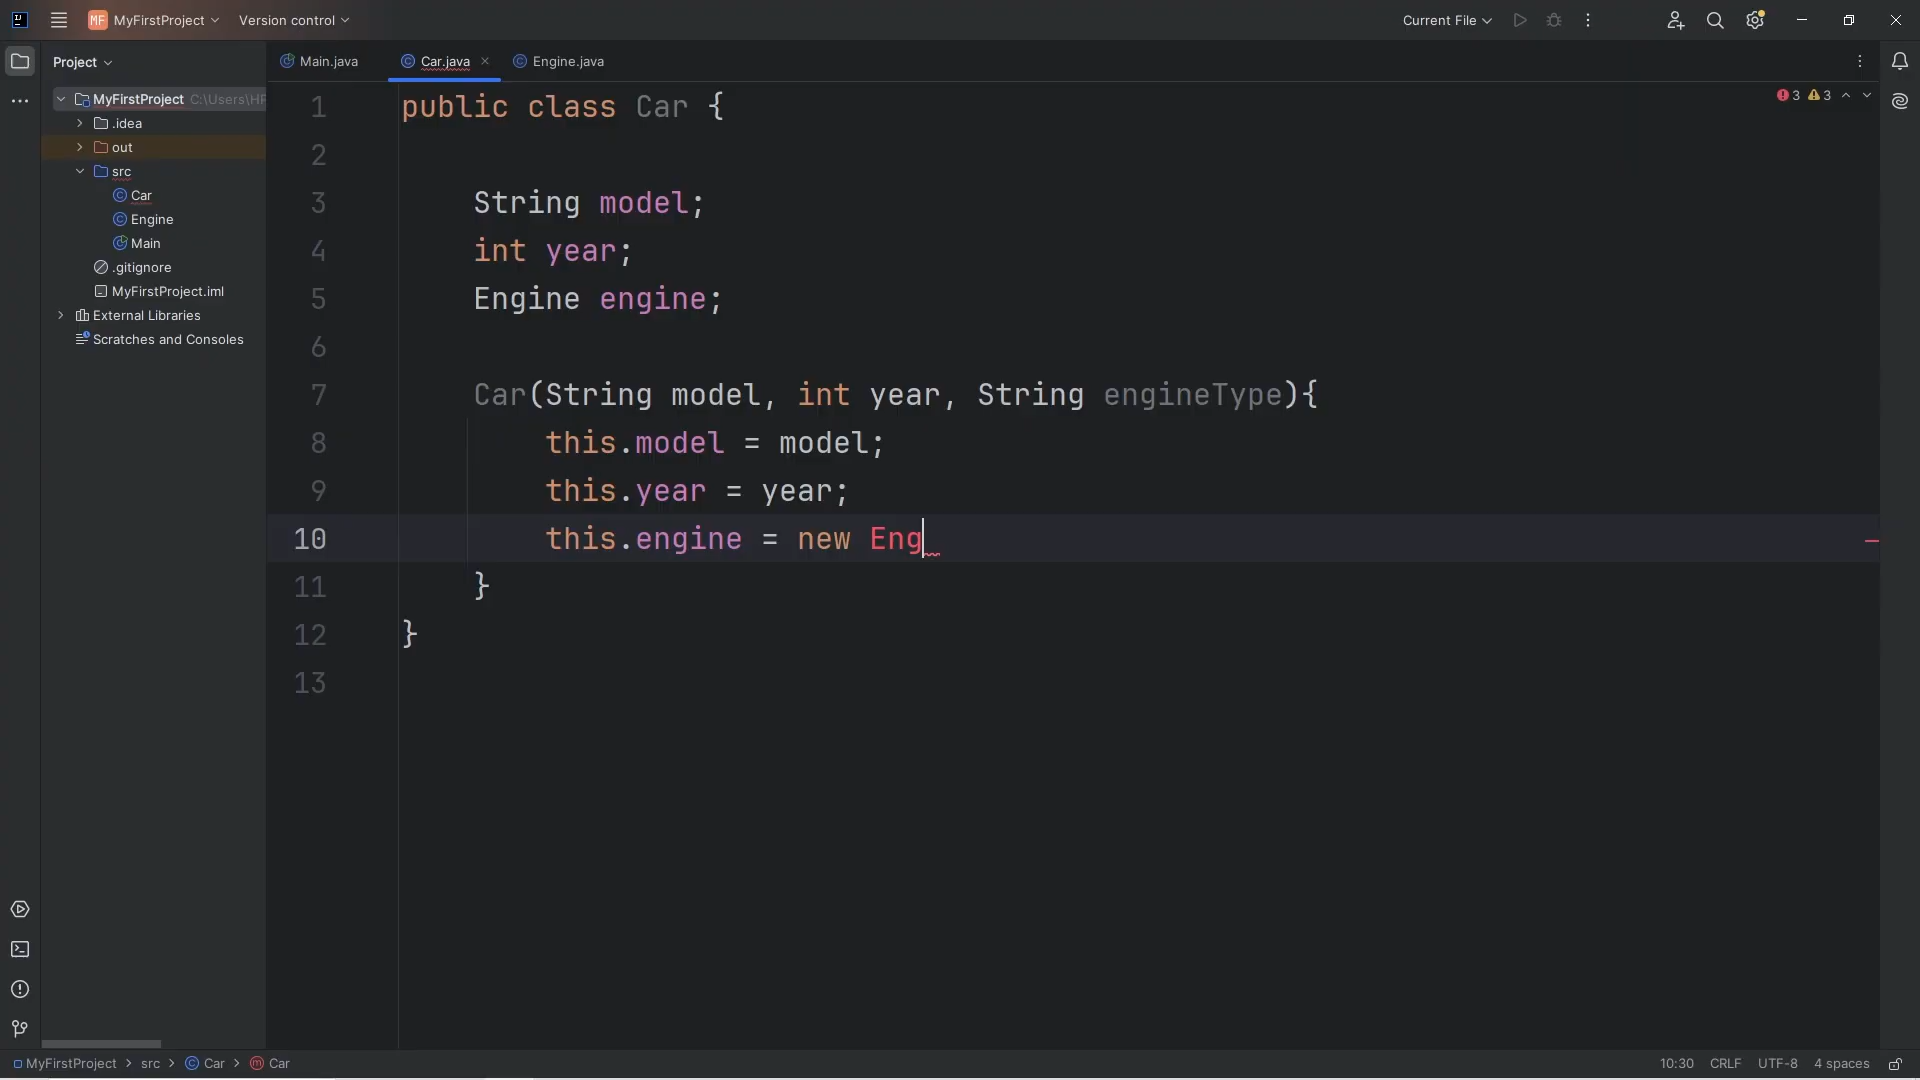 MF MyFirstProject Version control Current File
Project
Main.java Car.java Engine.java
MyFirstProject C:\Users\HP
.idea
out
src
Car
Engine
Main
.gitignore
MyFirstProject.iml
External Libraries
Scratches and Consoles
3 3
1 public class Car {
2
3 String model;
4 int year;
5 Engine engine;
6
7 Car(String model, int year, String engineType){
8 this.model = model;
9 this.year = year;
10 this.engine = new Eng
11 }
12 }
13
MyFirstProject > src > Car > Car 10:30 CRLF UTF-8 4 spaces